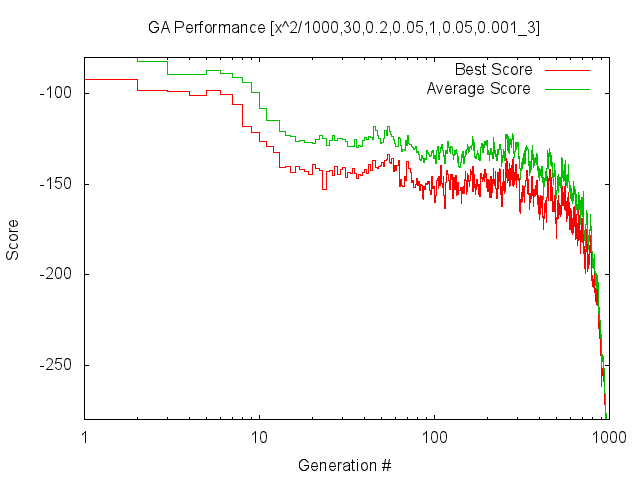 GA Performance [x^2/1000,30,0.2,0.05,1,0.05,0.001_3]
Best Score
Average Score
-100
-150
-200
-250
Score
1
10
100
1000
Generation #